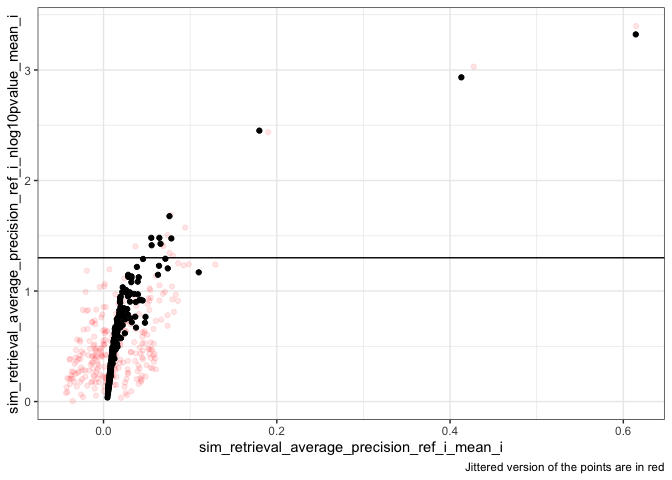 sim_retrieval_average_precision_ref_i_nlog10pvalue_mean_i
3
2
1
0
0.0
0.2
0.4
0.6
sim_retrieval_average_precision_ref_i_mean_i
Jittered version of the points are in red